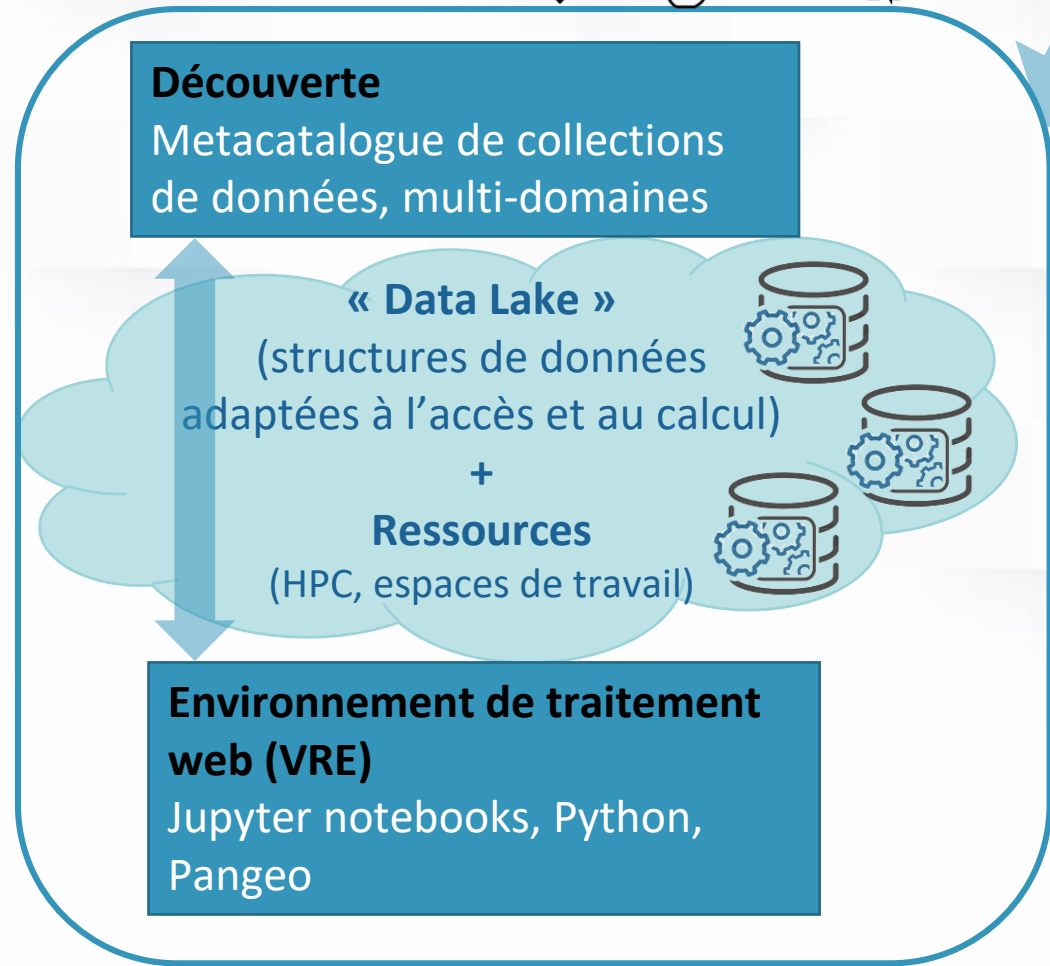 Découverte
Metacatalogue de collections
de données, multi-domaines
« Data Lake »
(structures de données
adaptées à l’accès et au calcul)
+
Ressources
(HPC, espaces de travail)
Environnement de traitement
web (VRE)
Jupyter notebooks, Python,
Pangeo